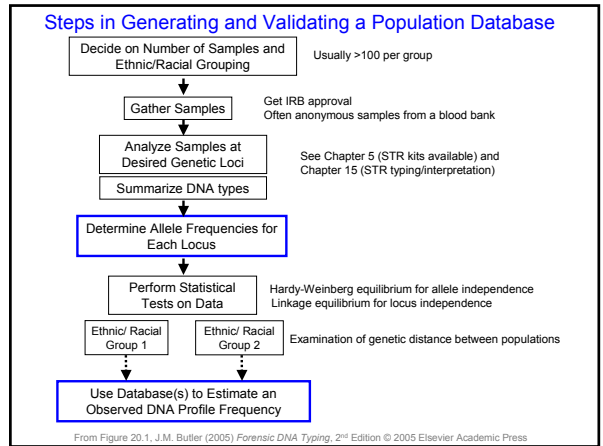 Steps in Generating and Validating a Population Database
Decide on Number of Samples and
Ethnic/Racial Grouping
Usually >100 per group
Gather Samples
Get IRB approval
Often anonymous samples from a blood bank
Analyze Samples at
Desired Genetic Loci
See Chapter 5 (STR kits available) and
Chapter 15 (STR typing/interpretation)
Summarize DNA types
Determine Allele Frequencies for
Each Locus
Perform Statistical
Tests on Data
Hardy-Weinberg equilibrium for allele independence
Linkage equilibrium for locus independence
Ethnic/ Racial
Group 1
Ethnic/ Racial
Group 2
Examination of genetic distance between populations
Use Database(s) to Estimate an
Observed DNA Profile Frequency
From Figure 20.1, J.M. Butler (2005) Forensic DNA Typing, 2nd Edition © 2005 Elsevier Academic Press